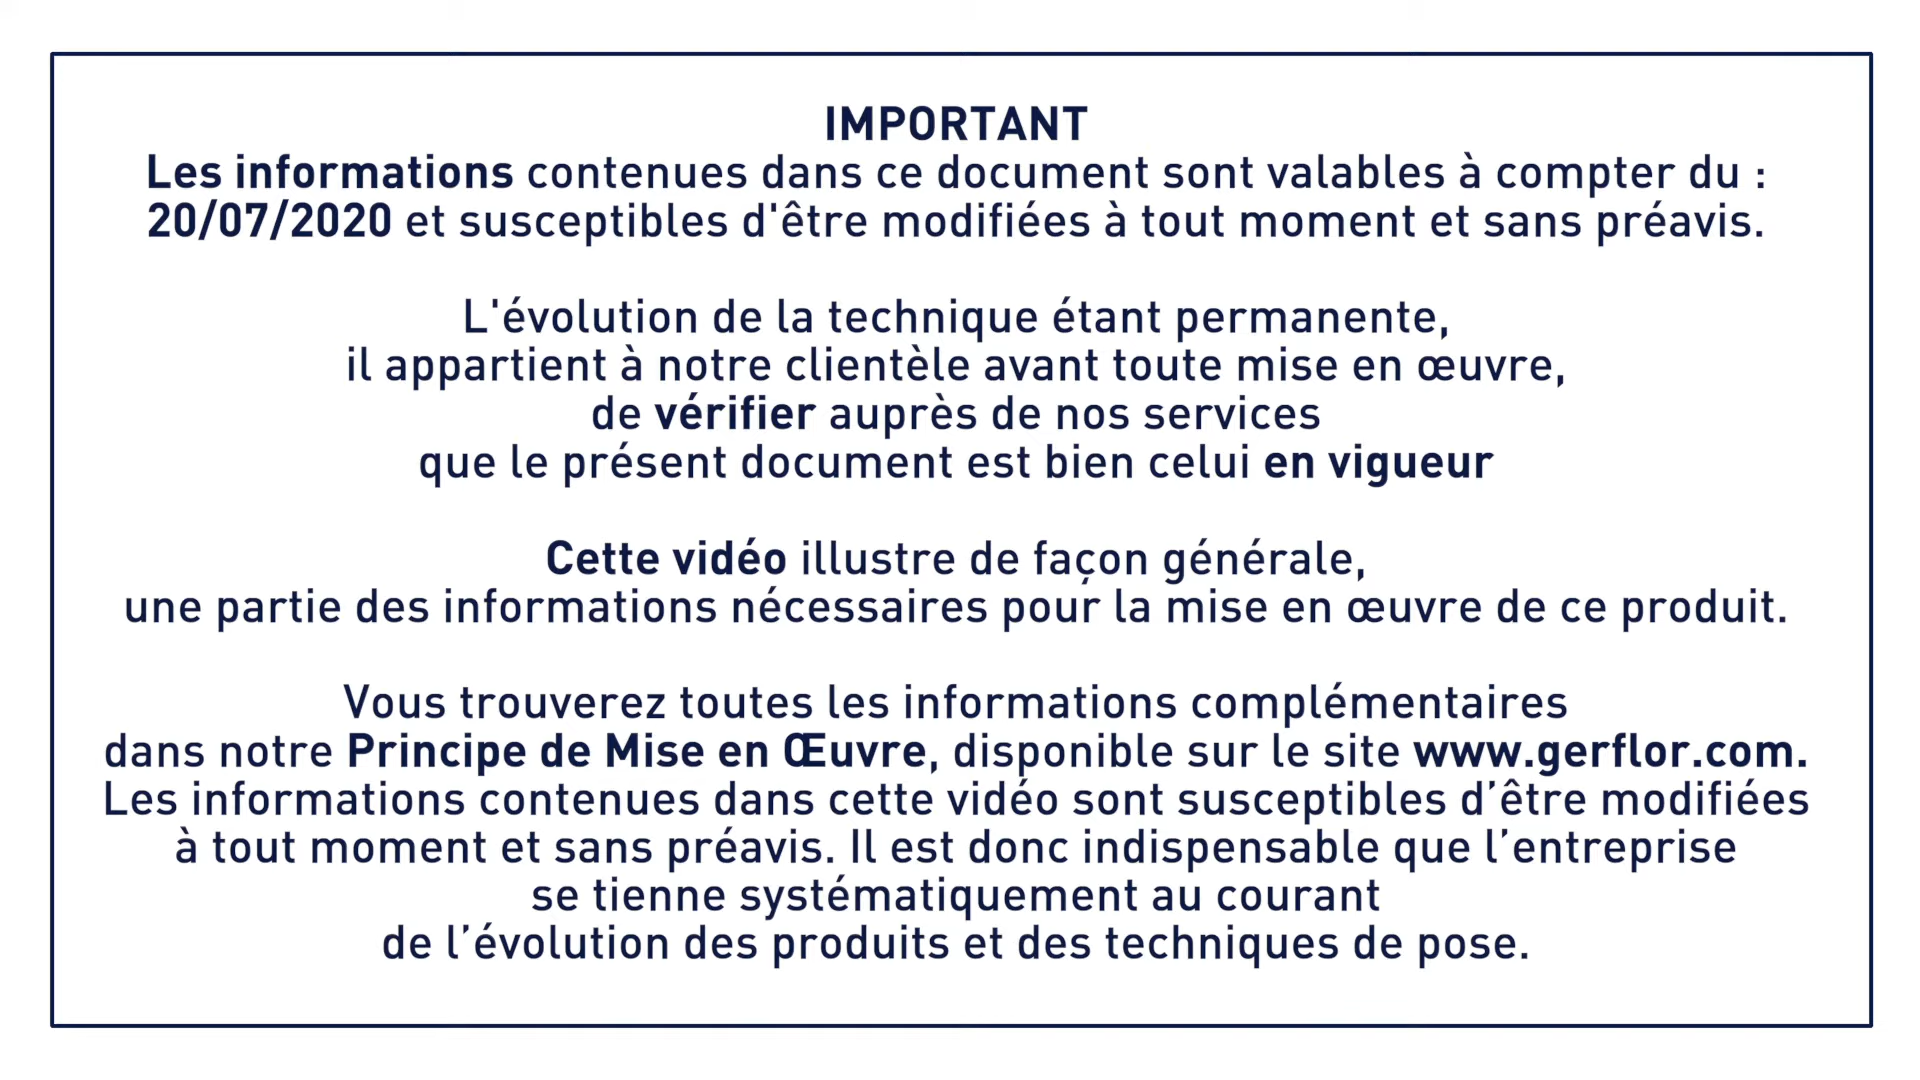 IMPORTANT
Les informations contenues dans ce document sont valables à compter du :
20/07/2020 et susceptibles d'être modifiées à tout moment et sans préavis.
L'évolution de la technique étant permanente,
il appartient à notre clientèle avant toute mise en œuvre,
de vérifier auprès de nos services
que le présent document est bien celui en vigueur
Cette vidéo illustre de façon générale,
une partie des informations nécessaires pour la mise en œuvre de ce produit.
Vous trouverez toutes les informations complémentaires
dans notre Principe de Mise en Œuvre, disponible sur le site www.gerflor.com.
Les informations contenues dans cette vidéo sont susceptibles d’être modifiées
à tout moment et sans préavis. Il est donc indispensable que l’entreprise
se tienne systématiquement au courant
de l’évolution des produits et des techniques de pose.